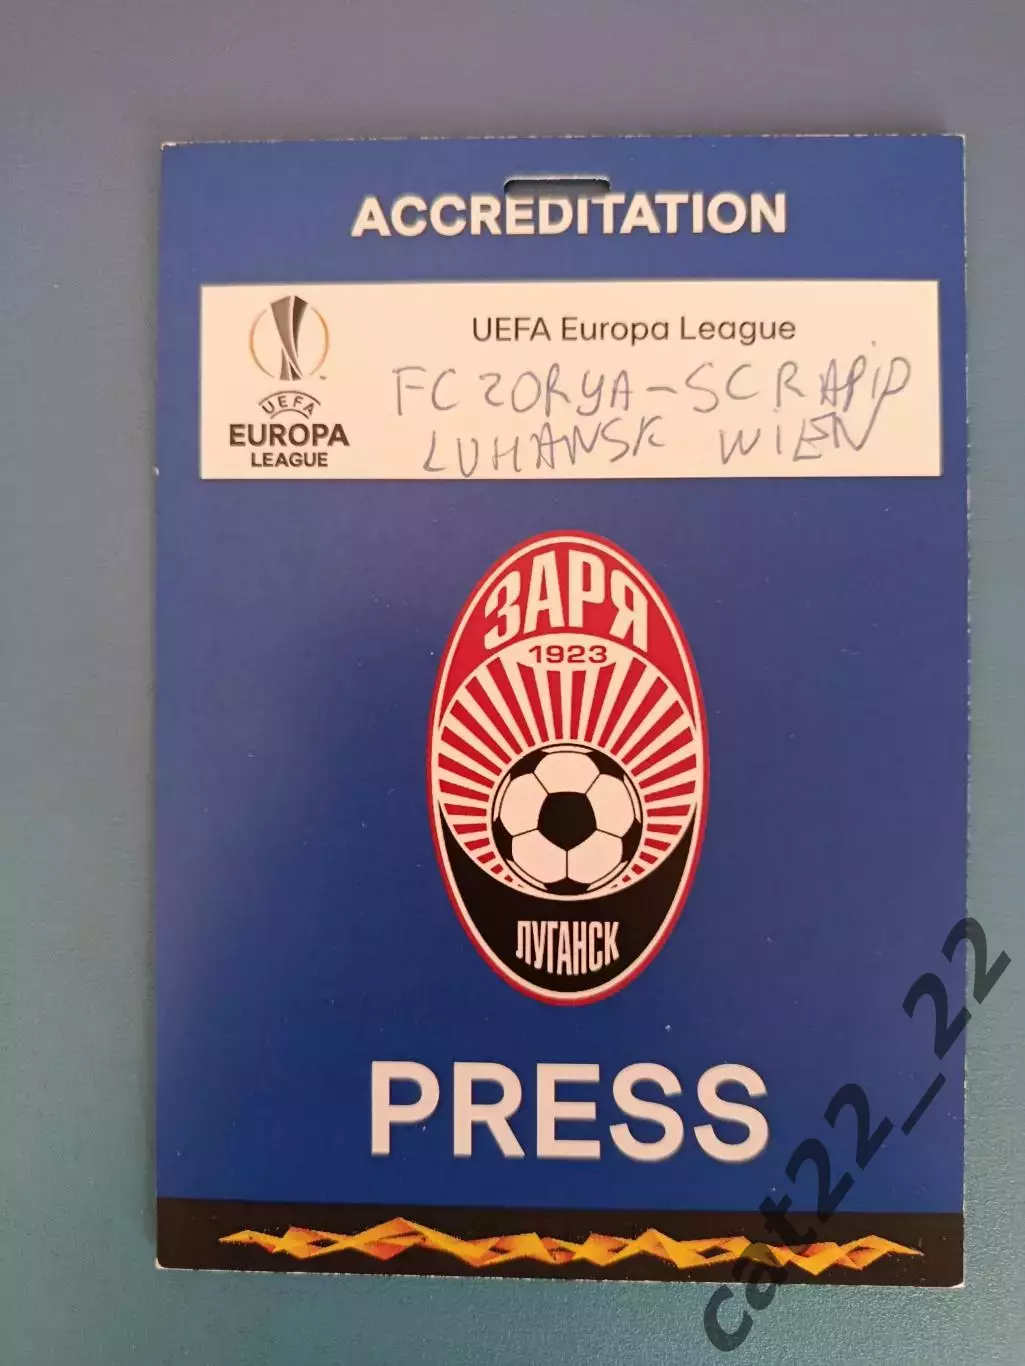 ACCREDITATION
UEFA Europa League
FC ZORYA – SC RAPID
LUHANSK WIEN
UEFA
EUROPA
LEAGUE
ЗАРЯ
1923
ЛУГАНСК
PRESS
cat22_22